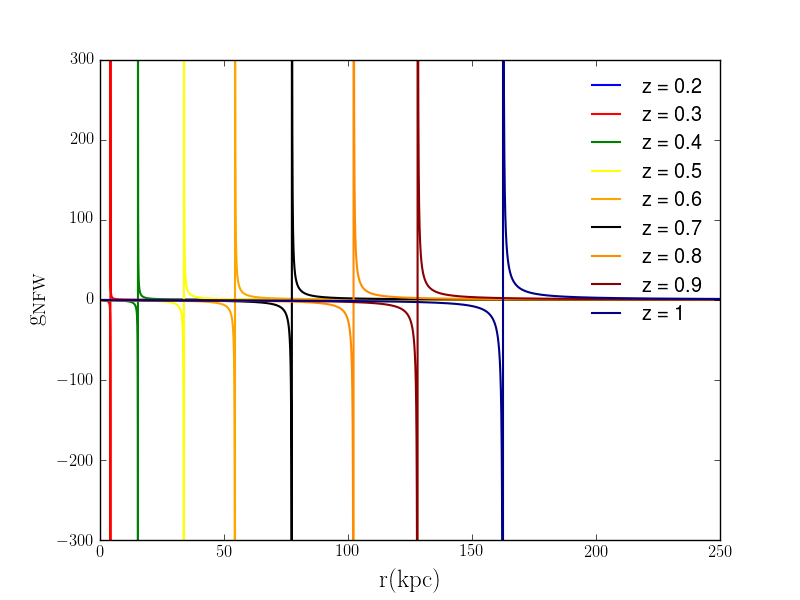 300
200
100
0
−100
−200
−300
g_NFW
0 50 100 150 200 250
r(kpc)
z = 0.2
z = 0.3
z = 0.4
z = 0.5
z = 0.6
z = 0.7
z = 0.8
z = 0.9
z = 1